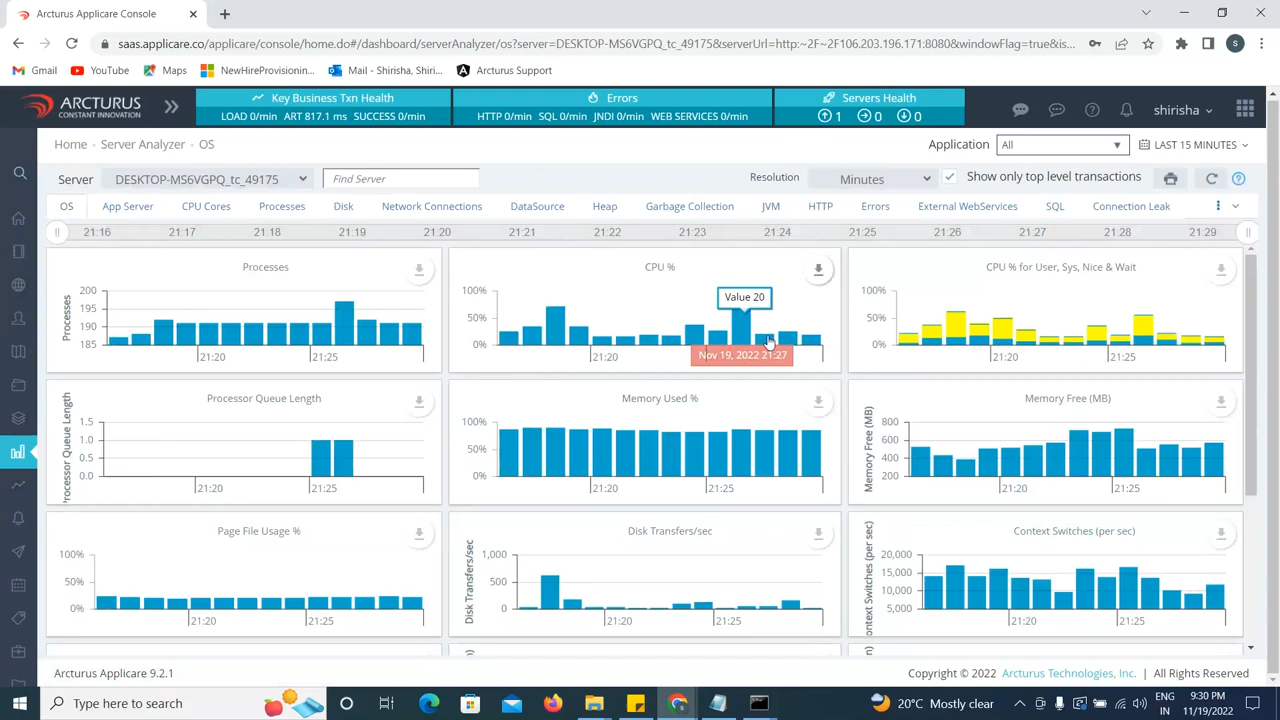 Arcturus Applicare Console
saas.applicare.co/applicare/console/home.do#/dashboard/serverAnalyzer/os?server=DESKTOP-MS6VGPQ_tc_49175&serverUrl=http:~2F~2F106.203.196.171:8080&windowFlag=true&is...
S
Gmail
YouTube
Maps
NewHireProvisionin...
Mail - Shirisha, Shiri...
Arcturus Support
ARCTURUS
CONSTANT INNOVATION
Key Business Txn Health
LOAD 0/min ART 817.1 ms SUCCESS 0/min
Errors
HTTP 0/min SQL 0/min JNDI 0/min WEB SERVICES 0/min
Servers Health
1 0 0
shirisha
Home - Server Analyzer - OS
Application All
LAST 15 MINUTES
Server DESKTOP-MS6VGPQ_tc_49175 Find Server
Resolution Minutes
Show only top level transactions
OS App Server CPU Cores Processes Disk Network Connections DataSource Heap Garbage Collection JVM HTTP Errors External WebServices SQL Connection Leak
21:16 21:17 21:18 21:19 21:20 21:21 21:22 21:23 21:24 21:25 21:26 21:27 21:28 21:29
Processes
Processes
200
195
190
185
21:20 21:25
CPU %
100%
50%
0%
Value 20
21:20
Nov 19, 2022 21:27
CPU % for User, Sys, Nice & Wait
100%
50%
0%
21:20 21:25
Processor Queue Length
Processor Queue Length
1.5
1.0
0.5
0.0
21:20 21:25
Memory Used %
100%
50%
0%
21:20 21:25
Memory Free (MB)
Memory Free (MB)
800
600
400
200
21:20 21:25
Page File Usage %
100%
50%
0%
21:20 21:25
Disk Transfers/sec
Disk Transfers/sec
1,000
500
0
21:20 21:25
Context Switches (per sec)
ontext Switches (per sec)
20,000
15,000
10,000
5,000
21:20 21:25
Arcturus Applicare 9.2.1
Copyright © 2022 Arcturus Technologies, Inc. All Rights Reserved
Type here to search
20°C Mostly clear
ENG
IN
9:30 PM
11/19/2022